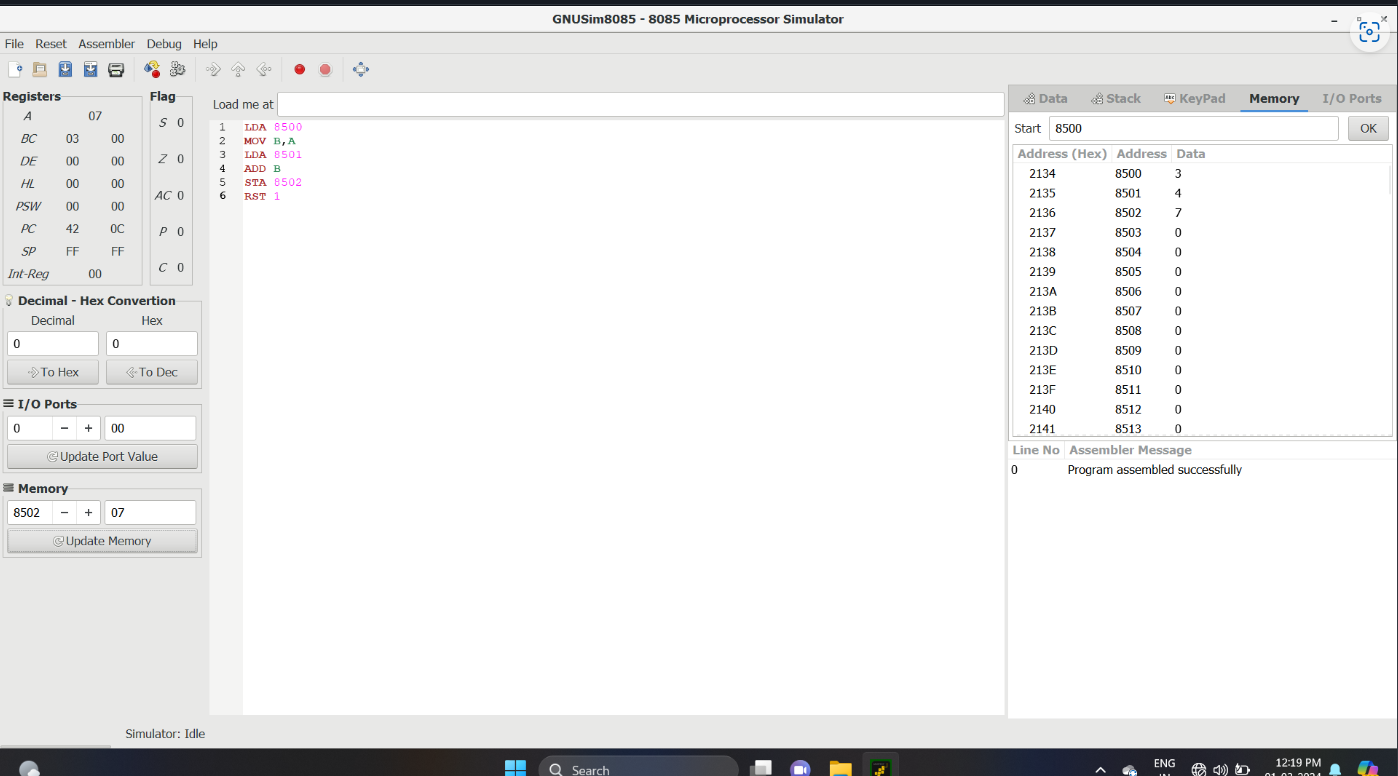 GNUSim8085 - 8085 Microprocessor Simulator
File Reset Assembler Debug Help
Registers
A 07
BC 03 00
DE 00 00
HL 00 00
PSW 00 00
PC 42 0C
SP FF FF
Int-Reg 00
Flag
S 0
Z 0
AC 0
P 0
C 0
Decimal - Hex Convertion
Decimal Hex
0 0
To Hex To Dec
I/O Ports
0 - + 00
Update Port Value
Memory
8502 - + 07
Update Memory
Load me at
1 LDA 8500
2 MOV B,A
3 LDA 8501
4 ADD B
5 STA 8502
6 RST 1
Data Stack KeyPad Memory I/O Ports
Start 8500 OK
Address (Hex) Address Data
2134 8500 3
2135 8501 4
2136 8502 7
2137 8503 0
2138 8504 0
2139 8505 0
213A 8506 0
213B 8507 0
213C 8508 0
213D 8509 0
213E 8510 0
213F 8511 0
2140 8512 0
2141 8513 0
Line No Assembler Message
0 Program assembled successfully
Simulator: Idle
Search
ENG
12:19 PM